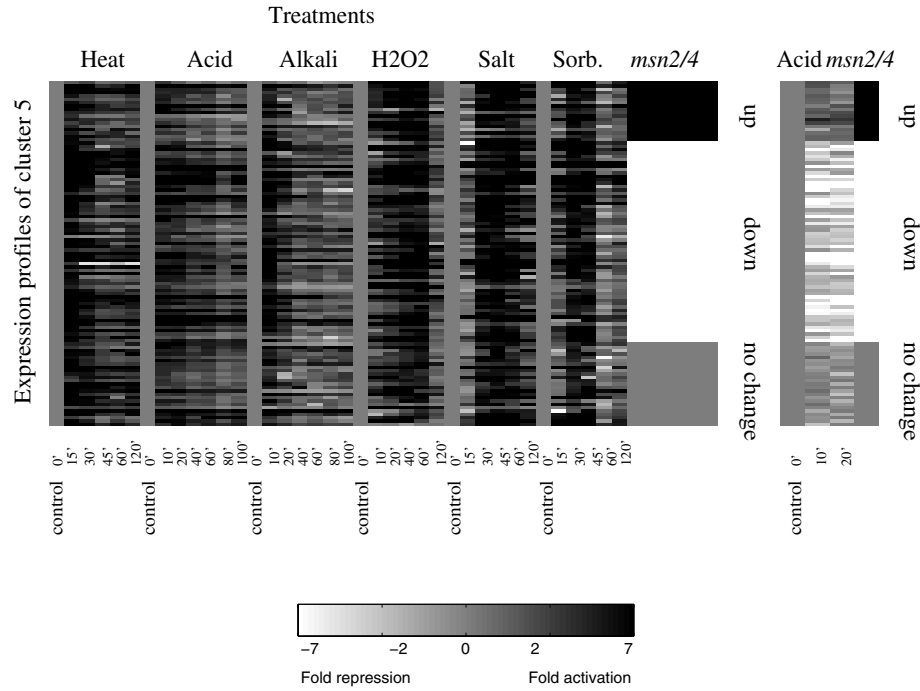 Treatments
Heat Acid Alkali H2O2 Salt Sorb. msn2/4 Acid msn2/4
Expression profiles of cluster 5
up
down
no change
up
down
no change
control 0' 15' 30' 45' 60' 120'
0' 10' 20' 40' 60' 80' 100'
control
0' 10' 20' 40' 60' 80' 100'
control
0' 10' 20' 40' 60' 120'
control
0' 15' 30' 45' 60' 120'
control
0' 15' 30' 45' 60' 120'
control
0' 10' 20'
control
−7 −2 0 2 7
Fold repression Fold activation